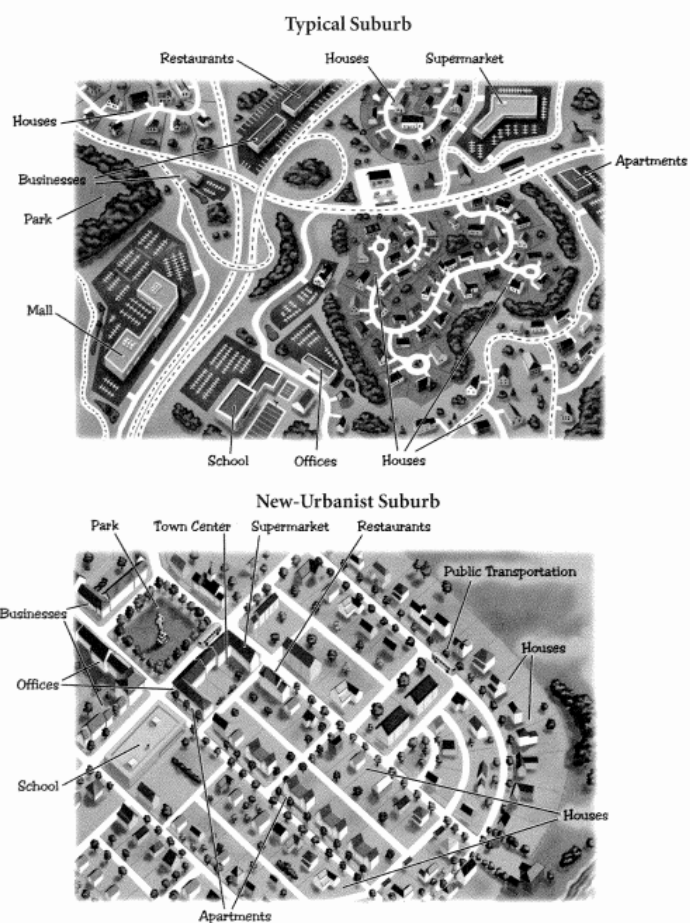 Typical Suburb
Restaurants
Houses
Supermarket
Houses
Apartments
Businesses
Park
Mall
School
Offices
Houses
New-Urbanist Suburb
Park
Town Center
Supermarket
Restaurants
Public Transportation
Businesses
Houses
Offices
School
Houses
Apartments